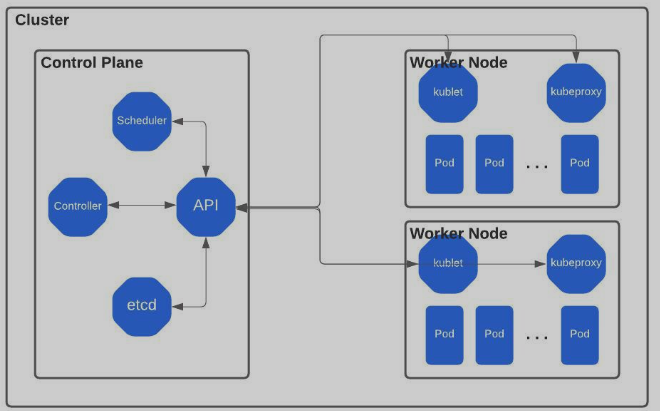 Cluster
Control Plane
Scheduler
Controller
API
etcd
Worker Node
kublet
kubeproxy
Pod
Pod
...
Pod
Worker Node
kublet
kubeproxy
Pod
Pod
...
Pod